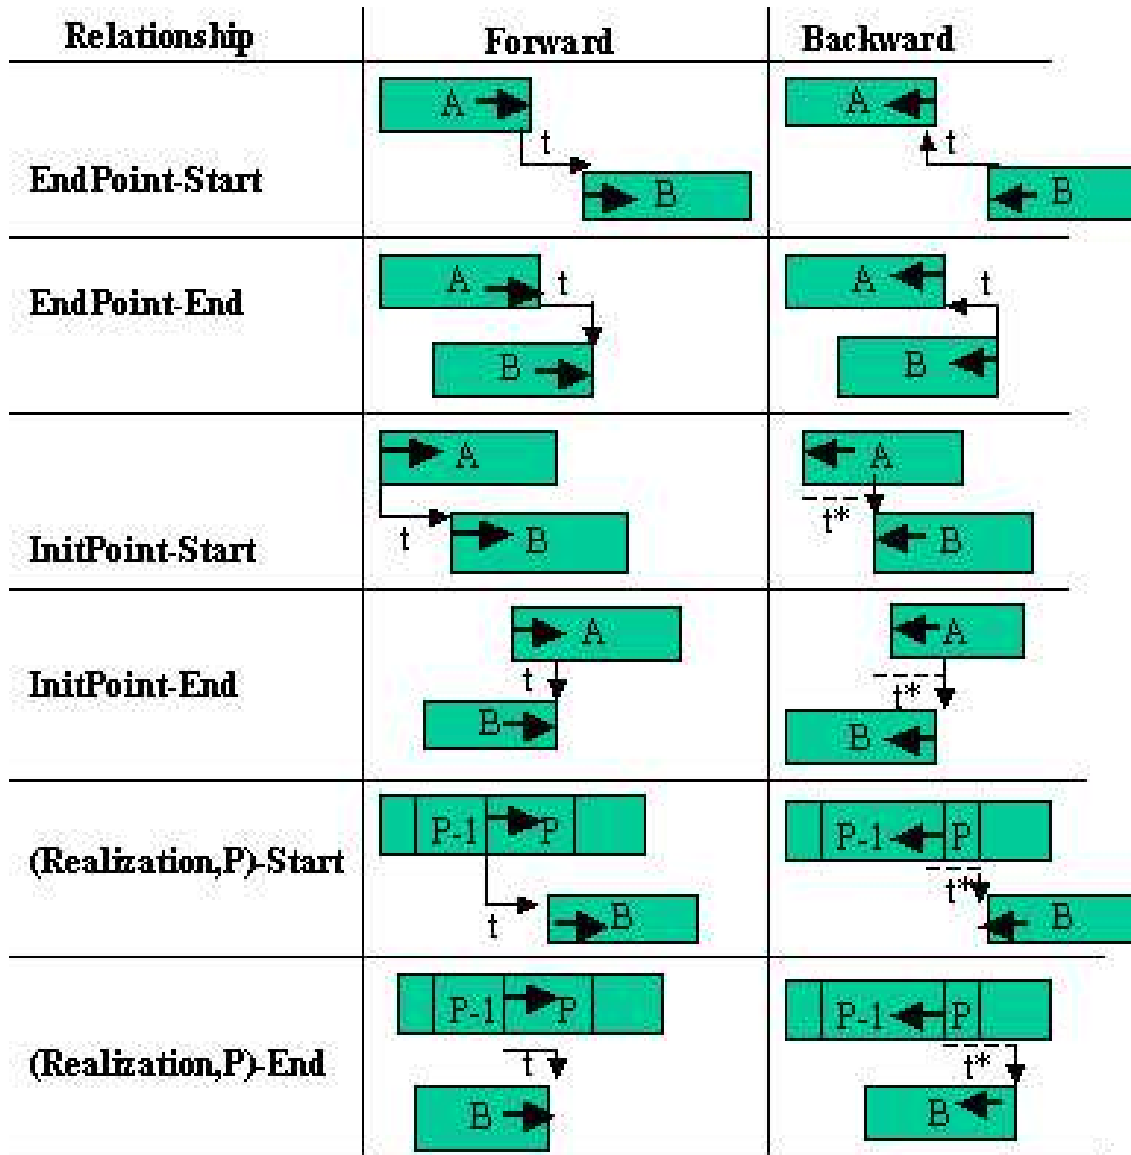 Relationship Forward Backward
A A
t t
EndPoint-Start
B B
A A
EndPoint-End t t
B B
A A
t t*
InitPoint-Start B B
A A
InitPoint-End t t*
B B
P-1 P P-1 P
(Realization,P)-Start
t t*
B B
P-1 P P-1 P
(Realization,P)-End t t*
B B